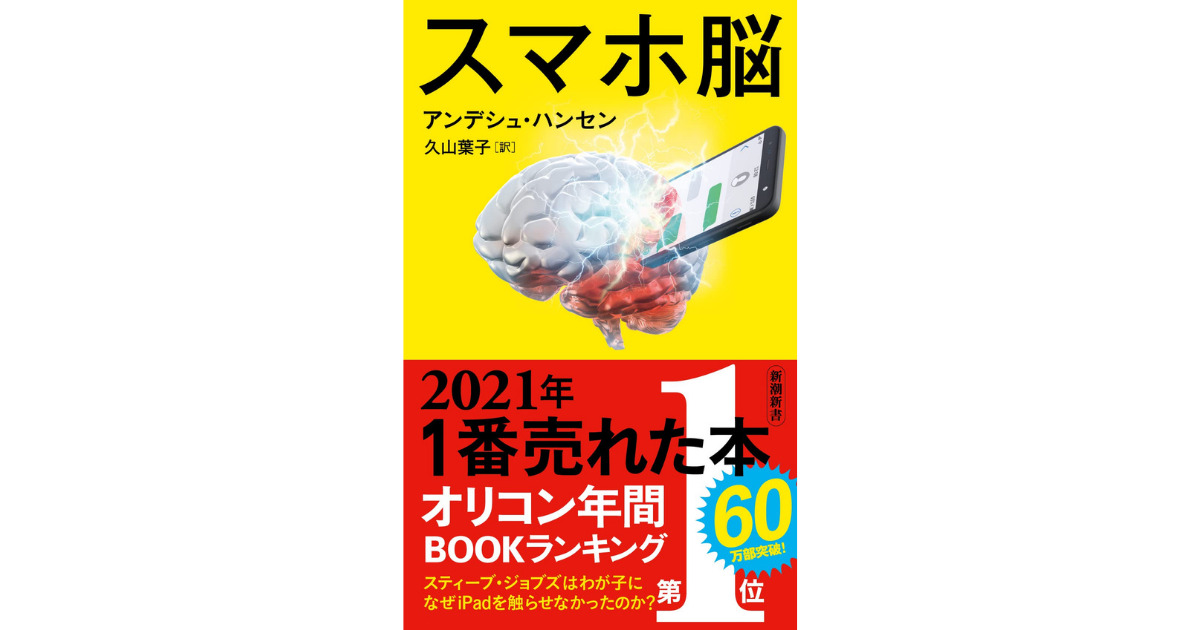 スマホ脳
アンデシュ・ハンセン
久山葉子[訳]
新潮新書
2021年
1番売れた本
オリコン年間
BOOKランキング
第1位
60
万部突破!
スティーブ・ジョブズはわが子に
なぜiPadを触らせなかったのか?